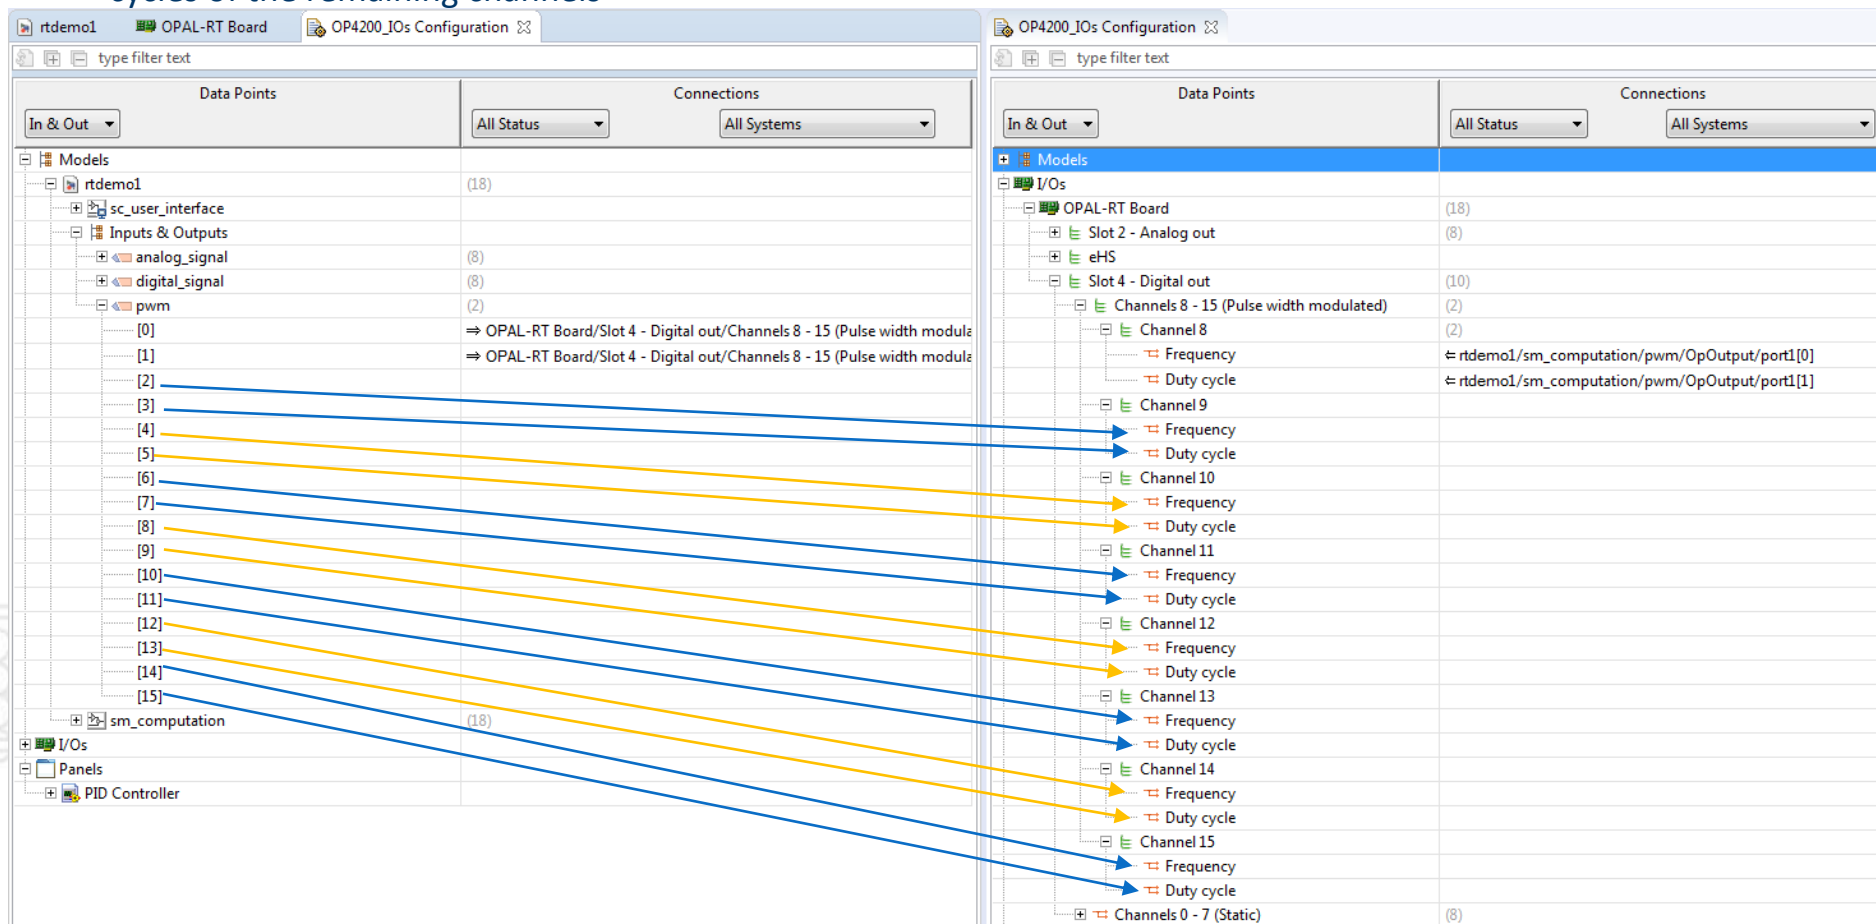 cycles of the remaining channels
rtdemo1 OPAL-RT Board OP4200_IOs Configuration
type filter text
Data Points Connections
In & Out All Status All Systems
Models
rtdemo1 (18)
sc_user_interface
Inputs & Outputs
analog_signal (8)
digital_signal (8)
pwm (2)
[0] ⇒ OPAL-RT Board/Slot 4 - Digital out/Channels 8 - 15 (Pulse width modula
[1] ⇒ OPAL-RT Board/Slot 4 - Digital out/Channels 8 - 15 (Pulse width modula
[2]
[3]
[4]
[5]
[6]
[7]
[8]
[9]
[10]
[11]
[12]
[13]
[14]
[15]
sm_computation (18)
I/Os
Panels
PID Controller
OP4200_IOs Configuration
type filter text
Data Points Connections
In & Out All Status All Systems
Models
I/Os
OPAL-RT Board (18)
Slot 2 - Analog out (8)
eHS
Slot 4 - Digital out (10)
Channels 8 - 15 (Pulse width modulated) (2)
Channel 8 (2)
Frequency ⇐ rtdemo1/sm_computation/pwm/OpOutput/port1[0]
Duty cycle ⇐ rtdemo1/sm_computation/pwm/OpOutput/port1[1]
Channel 9
Frequency
Duty cycle
Channel 10
Frequency
Duty cycle
Channel 11
Frequency
Duty cycle
Channel 12
Frequency
Duty cycle
Channel 13
Frequency
Duty cycle
Channel 14
Frequency
Duty cycle
Channel 15
Frequency
Duty cycle
Channels 0 - 7 (Static) (8)